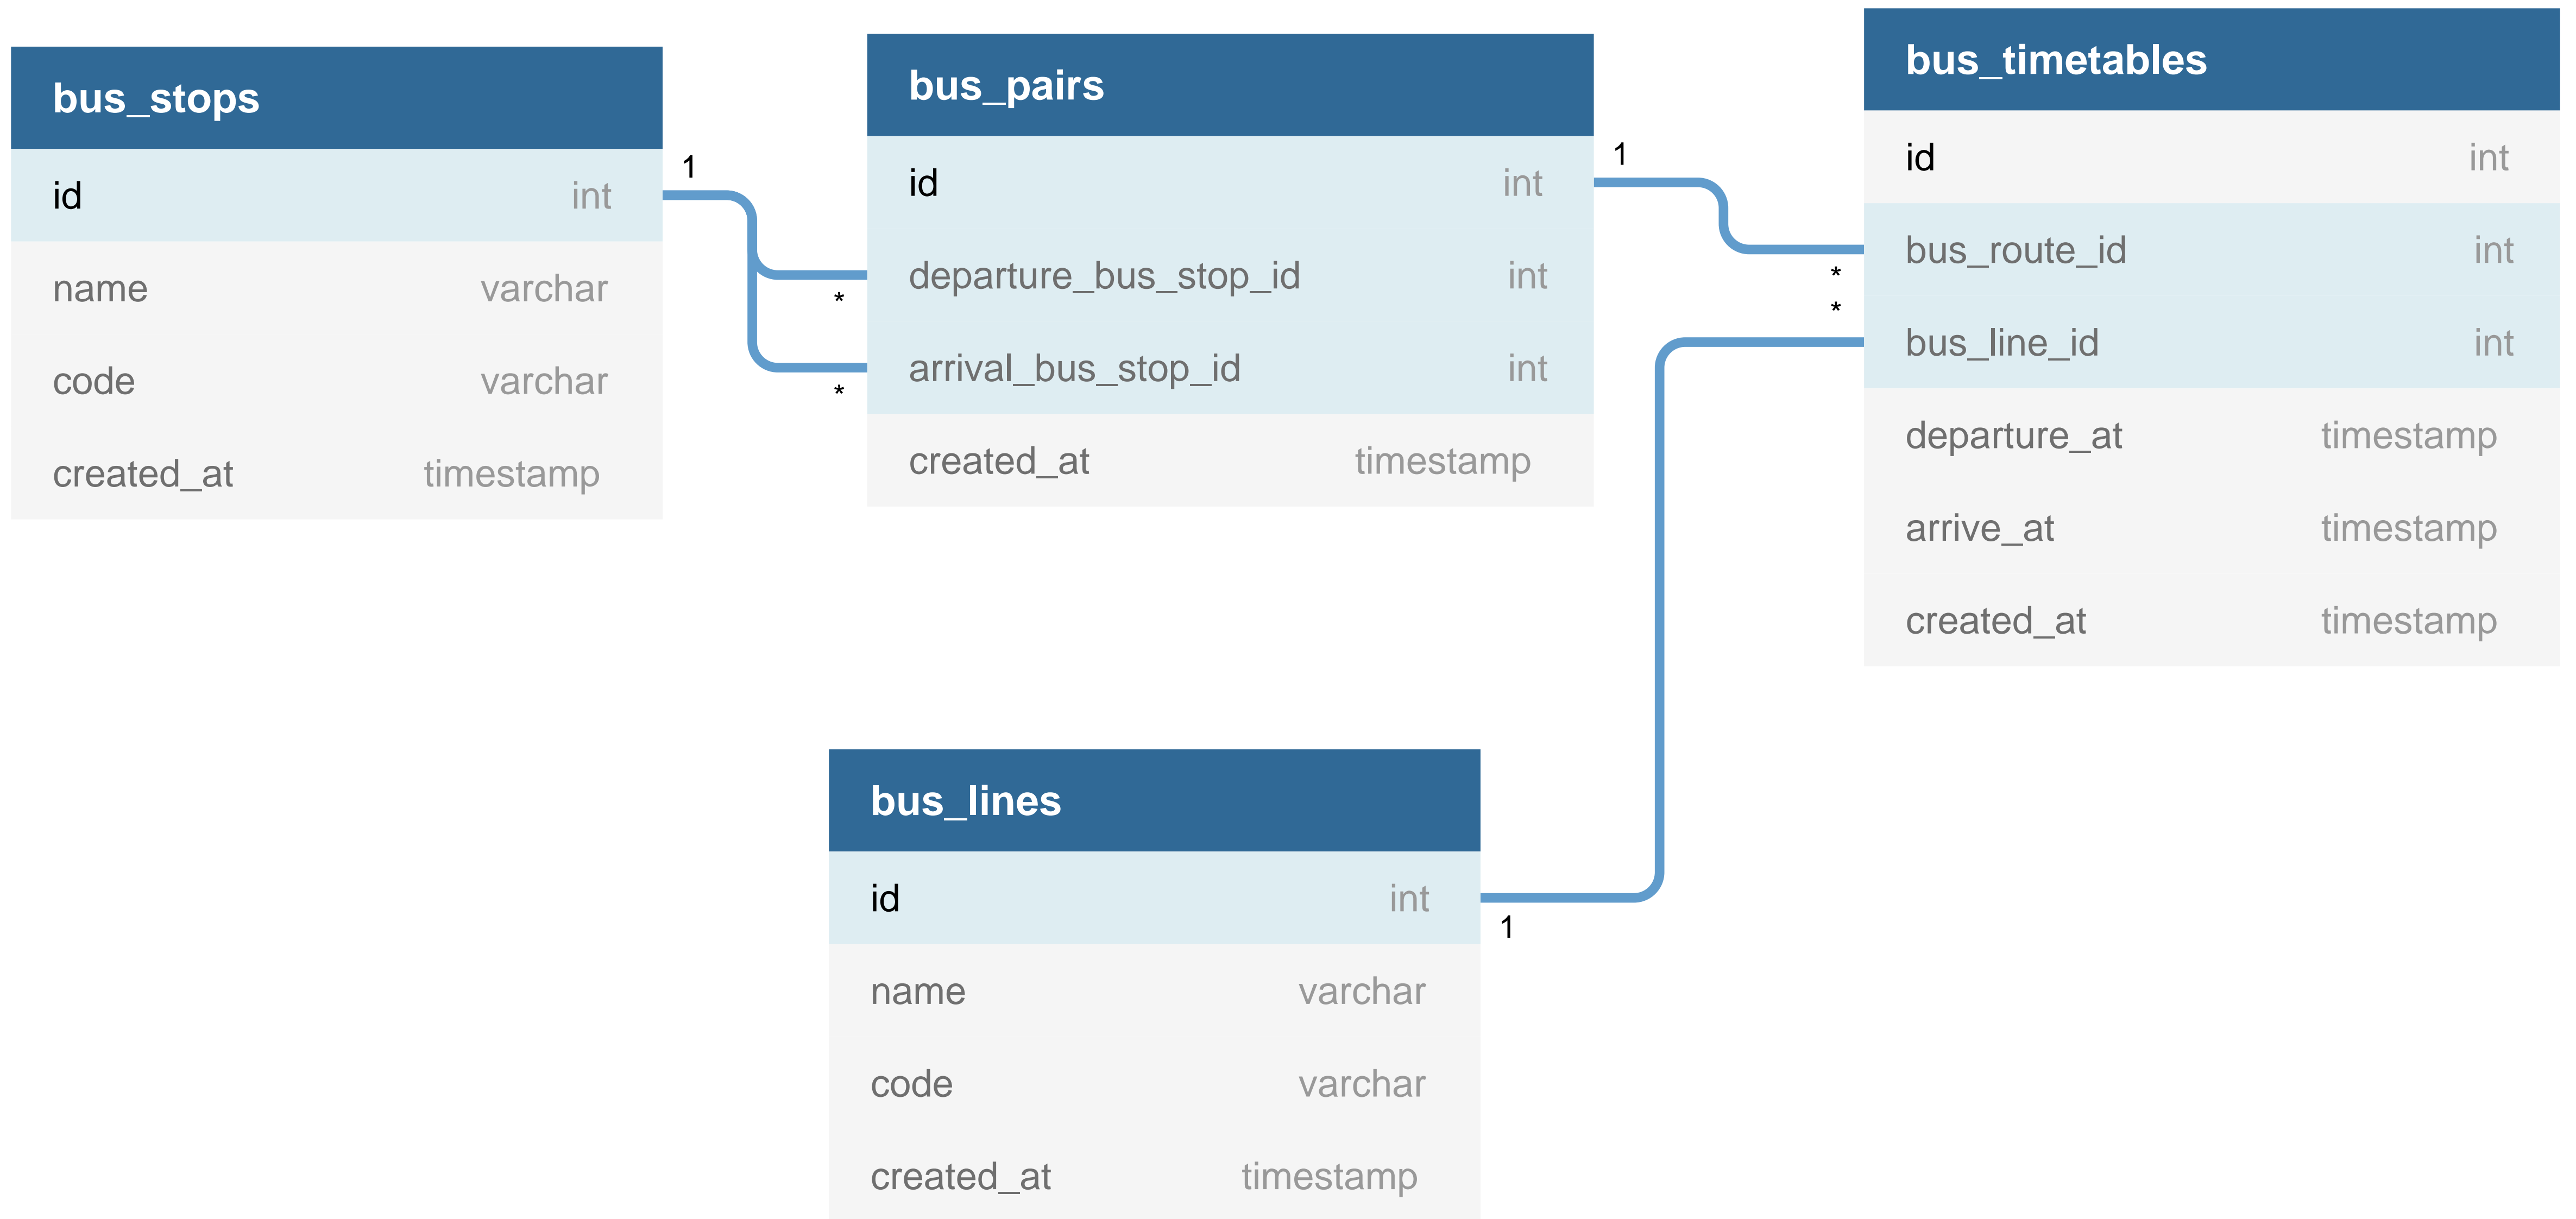 bus_stops
id int
name varchar
code varchar
created_at timestamp
1
*
*
bus_pairs
id int
departure_bus_stop_id int
arrival_bus_stop_id int
created_at timestamp
1
*
*
bus_timetables
id int
bus_route_id int
bus_line_id int
departure_at timestamp
arrive_at timestamp
created_at timestamp
bus_lines
id int
name varchar
code varchar
created_at timestamp
1